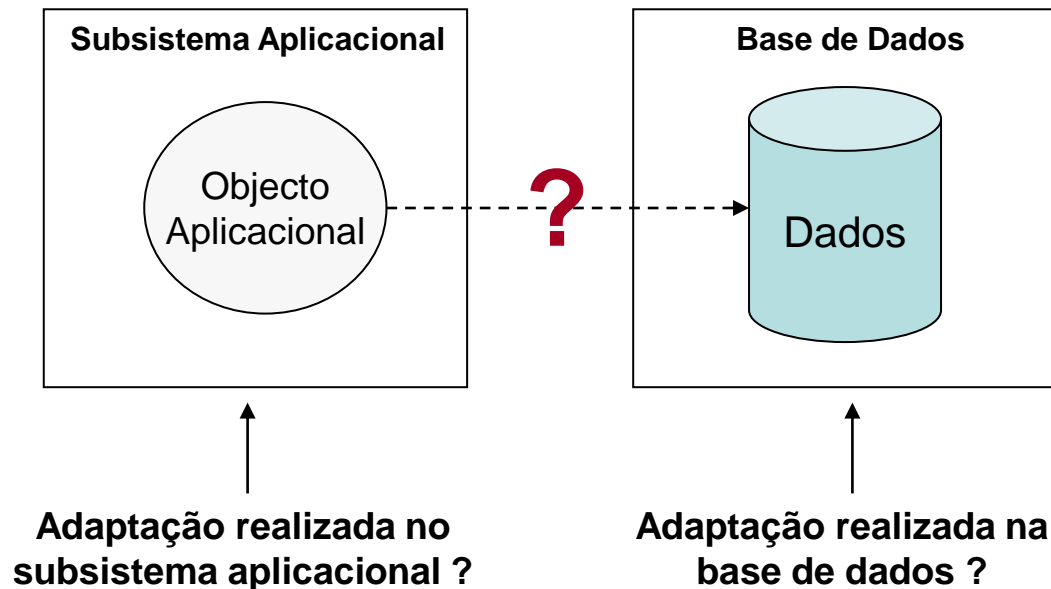 Subsistema Aplicacional
Base de Dados
Objecto
Aplicacional
?
Dados
Adaptação realizada no
subsistema aplicacional ?
Adaptação realizada na
base de dados ?